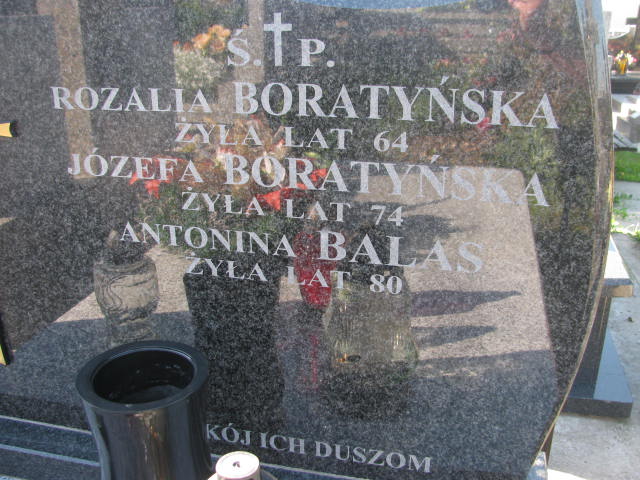 Ś. P.
ROZALIA BORATYŃSKA
ŻYŁA LAT 64
JÓZEFA BORATYŃSKA
ŻYŁA LAT 74
ANTONINA BALAS
ŻYŁA LAT 80
KÓJ ICH DUSZOM